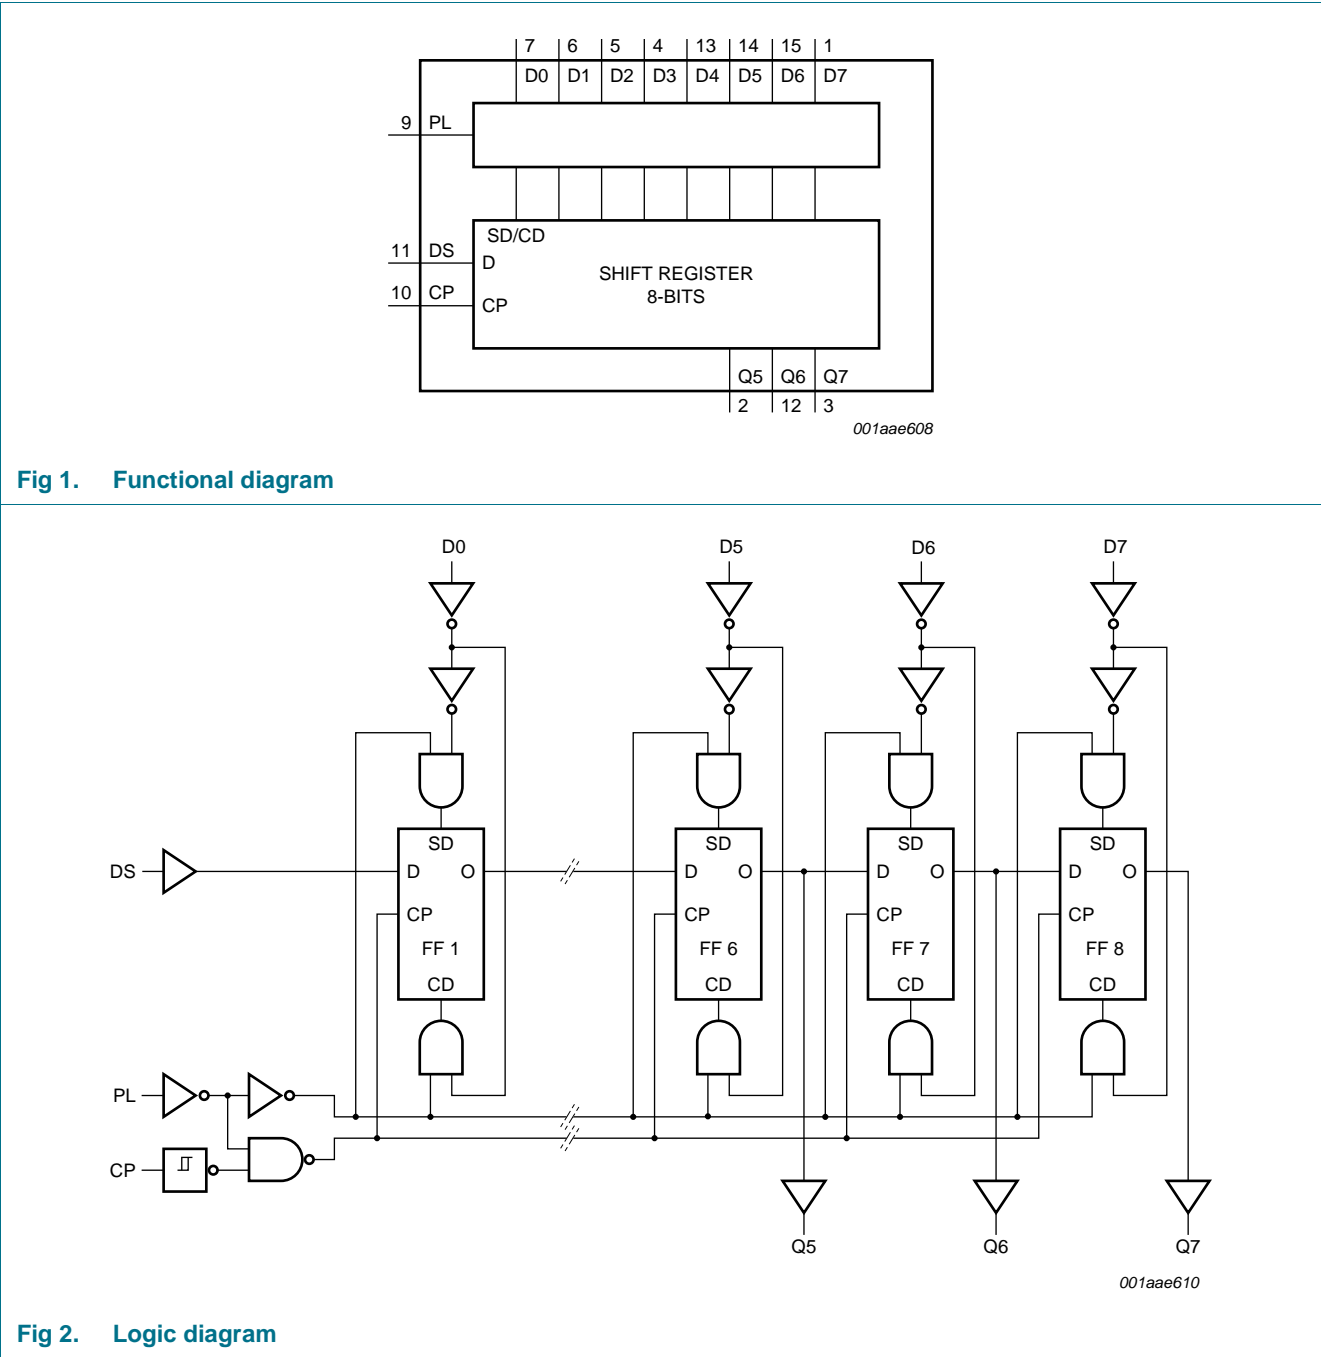 7 6 5 4 13 14 15 1
D0 D1 D2 D3 D4 D5 D6 D7
9 PL
SD/CD
11 DS D
SHIFT REGISTER
10 CP CP
8-BITS
Q5 Q6 Q7
2 12 3
001aae608
Fig 1. Functional diagram
D0 D5 D6 D7
SD SD SD SD
DS D O D O D O D O
CP CP CP CP
FF 1 FF 6 FF 7 FF 8
CD CD CD CD
PL
CP
Q5 Q6 Q7
001aae610
Fig 2. Logic diagram